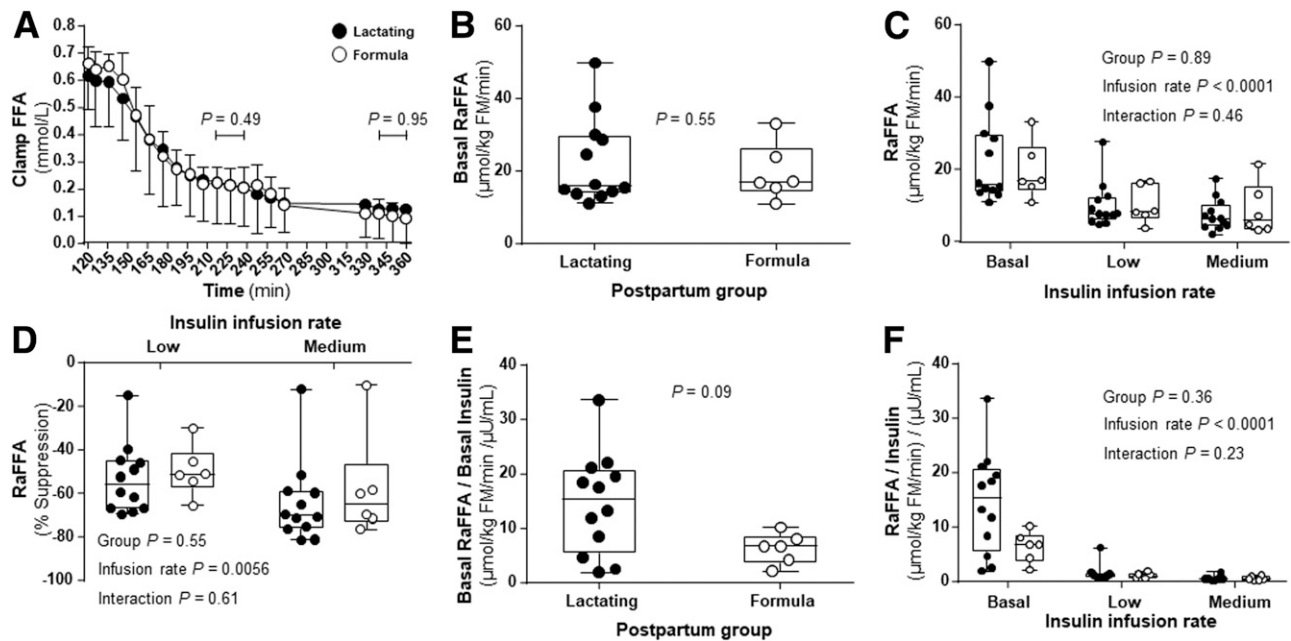 A
Clamp FFA
(mmol/L)
0.8
0.7
0.6
0.5
0.4
0.3
0.2
0.1
0.0
Lactating
Formula
P = 0.49
P = 0.95
120 135 150 165 180 195 210 225 240 255 270 285 300 315 330 345 360
Time (min)
B
Basal RaFFA
(µmol/kg FM/min)
60
40
20
0
P = 0.55
Lactating Formula
Postpartum group
C
RaFFA
(µmol/kg FM/min)
60
40
20
0
Group P = 0.89
Infusion rate P < 0.0001
Interaction P = 0.46
Basal Low Medium
Insulin infusion rate
D
Insulin infusion rate
Low Medium
RaFFA
(% Suppression)
0
-20
-40
-60
-80
-100
Group P = 0.55
Infusion rate P = 0.0056
Interaction P = 0.61
E
Basal RaFFA / Basal Insulin
(µmol/kg FM/min /µU/mL)
40
30
20
10
0
P = 0.09
Lactating Formula
Postpartum group
F
RaFFA / Insulin
(µmol/kg FM/min) / (µU/mL)
40
30
20
10
0
Group P = 0.36
Infusion rate P < 0.0001
Interaction P = 0.23
Basal Low Medium
Insulin infusion rate